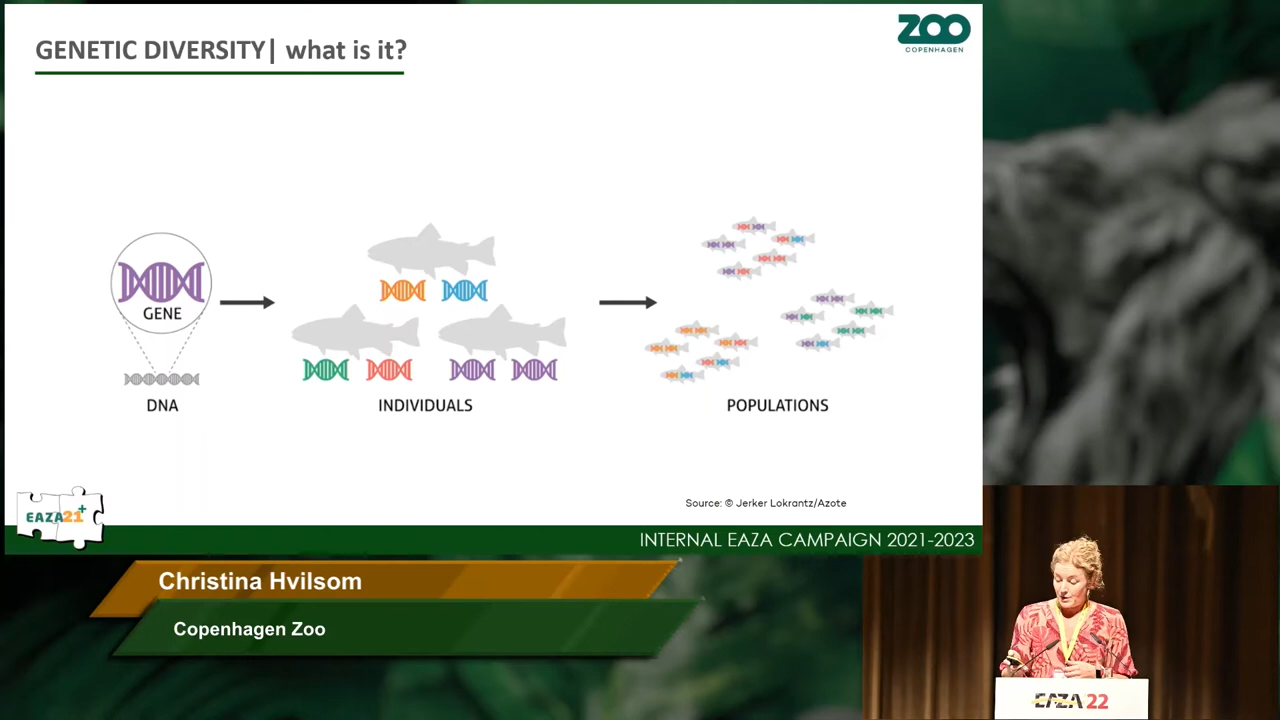 GENETIC DIVERSITY| what is it?
ZOO
COPENHAGEN
GENE
DNA
INDIVIDUALS
POPULATIONS
Source: © Jerker Lokrantz/Azote
EAZA21+
INTERNAL EAZA CAMPAIGN 2021-2023
Christina Hvilsom
Copenhagen Zoo
EAZA 22